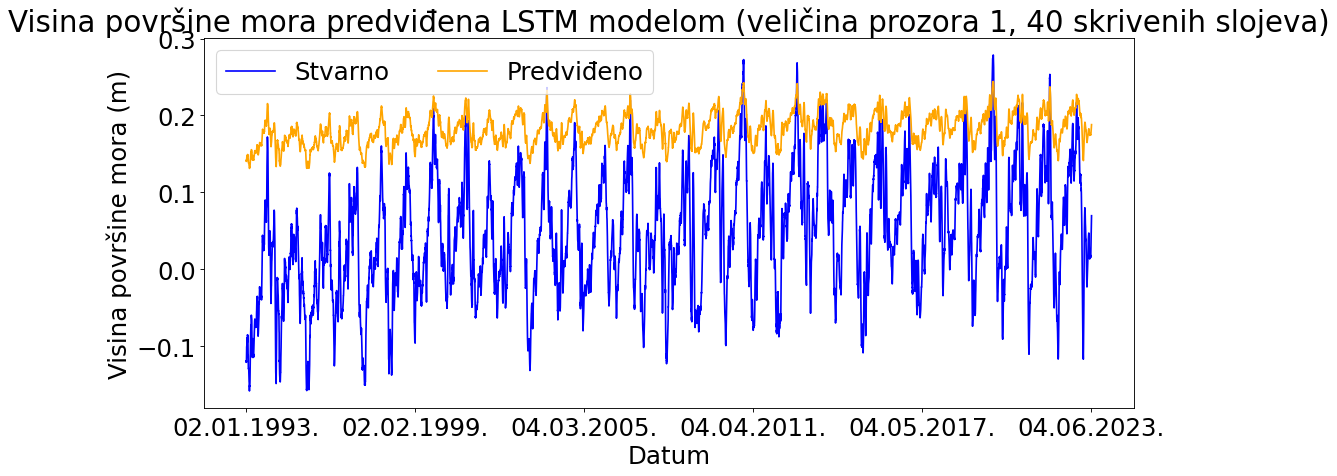 Visina površine mora predviđena LSTM modelom (veličina prozora 1, 40 skrivenih slojeva)
Stvarno
Predviđeno
Visina površine mora (m)
0.3
0.2
0.1
0.0
−0.1
02.01.1993.
02.02.1999.
04.03.2005.
04.04.2011.
04.05.2017.
04.06.2023.
Datum